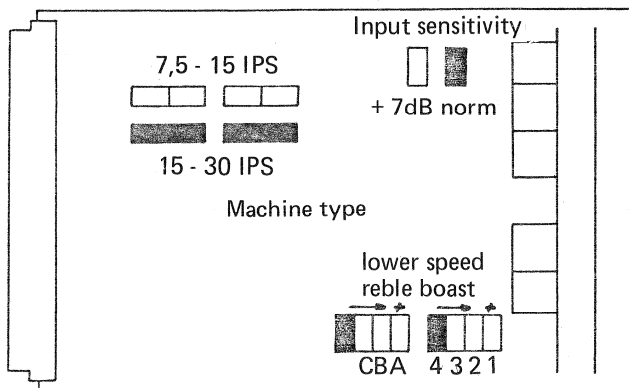 Input sensitivity
7,5 - 15 IPS
+ 7dB norm
15 - 30 IPS
Machine type
lower speed
reble boast
+ +
CBA 4 3 2 1